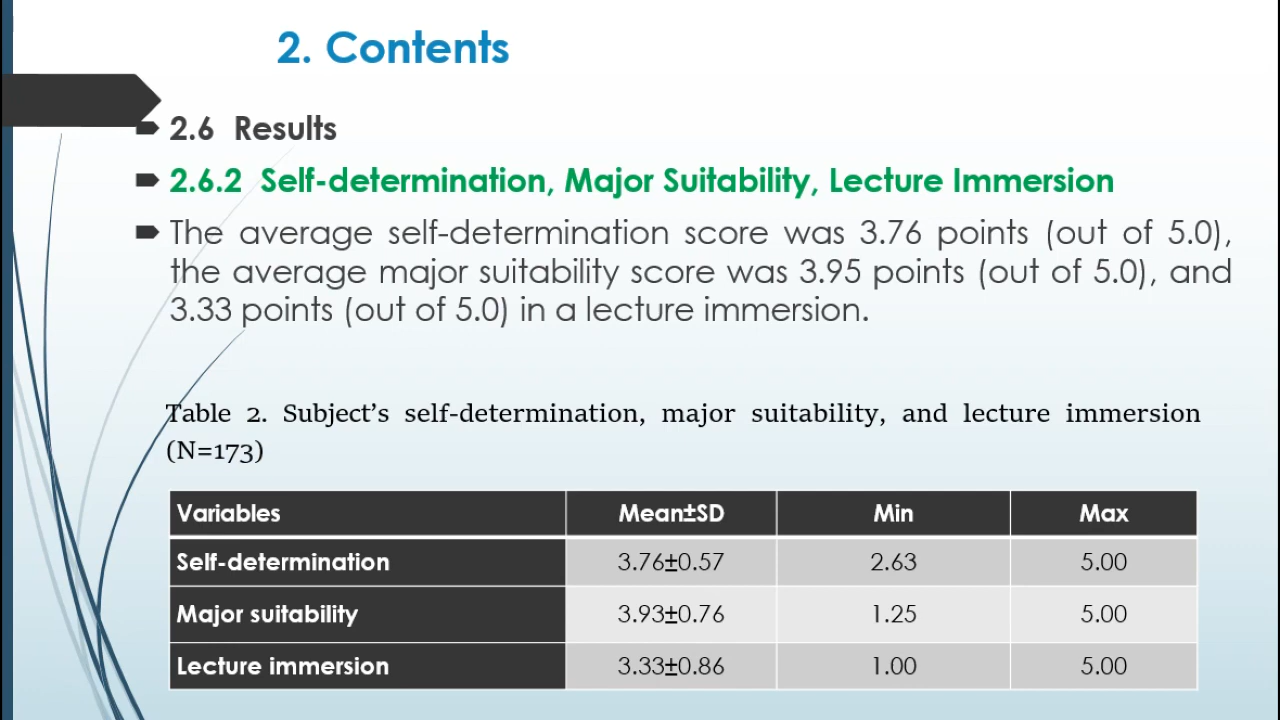 2. Contents
2.6 Results
2.6.2 Self-determination, Major Suitability, Lecture Immersion
The average self-determination score was 3.76 points (out of 5.0),
the average major suitability score was 3.95 points (out of 5.0), and
3.33 points (out of 5.0) in a lecture immersion.
Table 2. Subject’s self-determination, major suitability, and lecture immersion
(N=173)
Variables Mean±SD Min Max
Self-determination 3.76±0.57 2.63 5.00
Major suitability 3.93±0.76 1.25 5.00
Lecture immersion 3.33±0.86 1.00 5.00